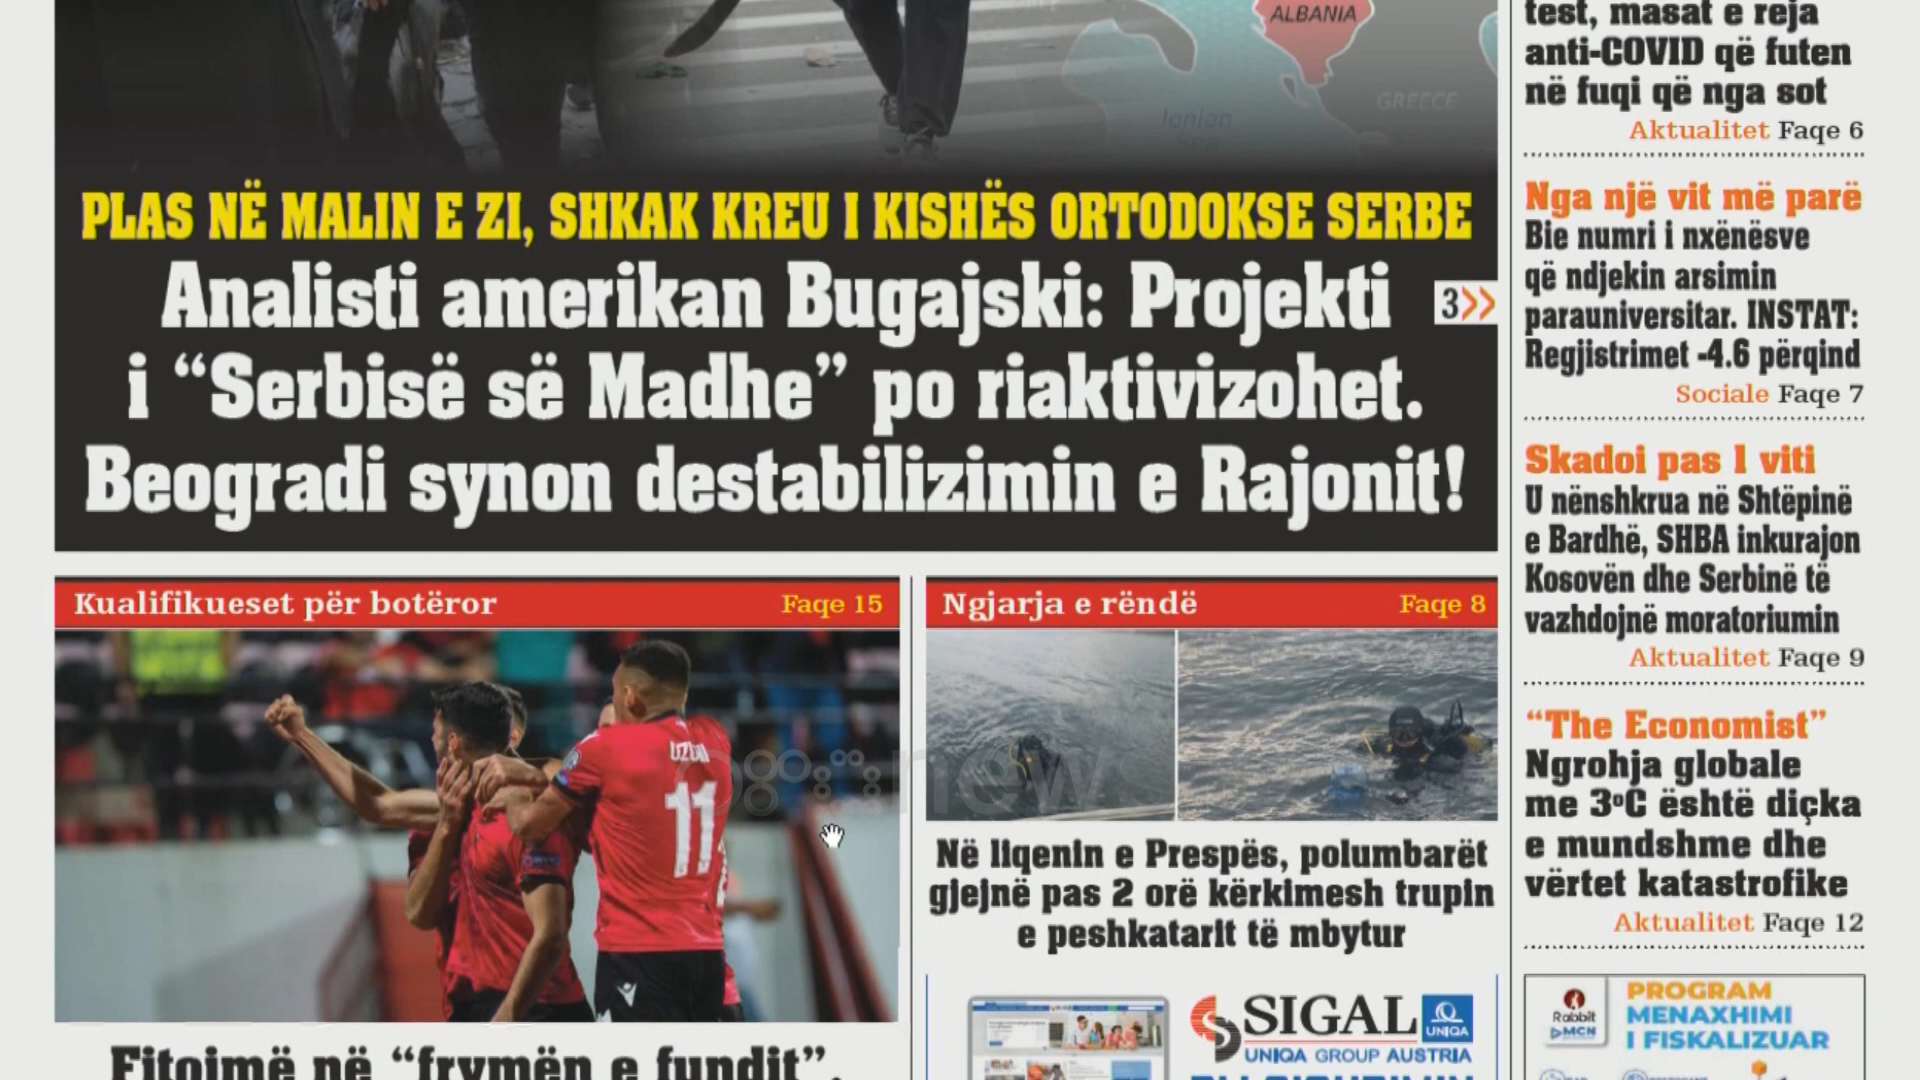 ALBANIA
GREECE
Ionian
PLAS NË MALIN E ZI, SHKAK KREU I KISHËS ORTODOKSE SERBE
Analisti amerikan Bugajski: Projekti
3>>
i “Serbisë së Madhe” po riaktivizohet.
Beogradi synon destabilizimin e Rajonit!
Kualifikueset për botëror Faqe 15
UZUNI
11
Fitojmë në “frymën e fundit”,
Ngjarja e rëndë Faqe 8
new
Në liqenin e Prespës, polumbarët
gjejnë pas 2 orë kërkimesh trupin
e peshkatarit të mbytur
SIGAL
UNIQA
UNIQA GROUP AUSTRIA
test, masat e reja
anti-COVID që futen
në fuqi që nga sot
Aktualitet Faqe 6
Nga një vit më parë
Bie numri i nxënësve
që ndjekin arsimin
parauniversitar. INSTAT:
Regjistrimet -4.6 përqind
Sociale Faqe 7
Skadoi pas 1 viti
U nënshkrua në Shtëpinë
e Bardhë, SHBA inkurajon
Kosovën dhe Serbinë të
vazhdojnë moratoriumin
Aktualitet Faqe 9
“The Economist”
Ngrohja globale
me 3ºC është diçka
e mundshme dhe
vërtet katastrofike
Aktualitet Faqe 12
Rabbit
MCN
PROGRAM
MENAXHIMI
I FISKALIZUAR